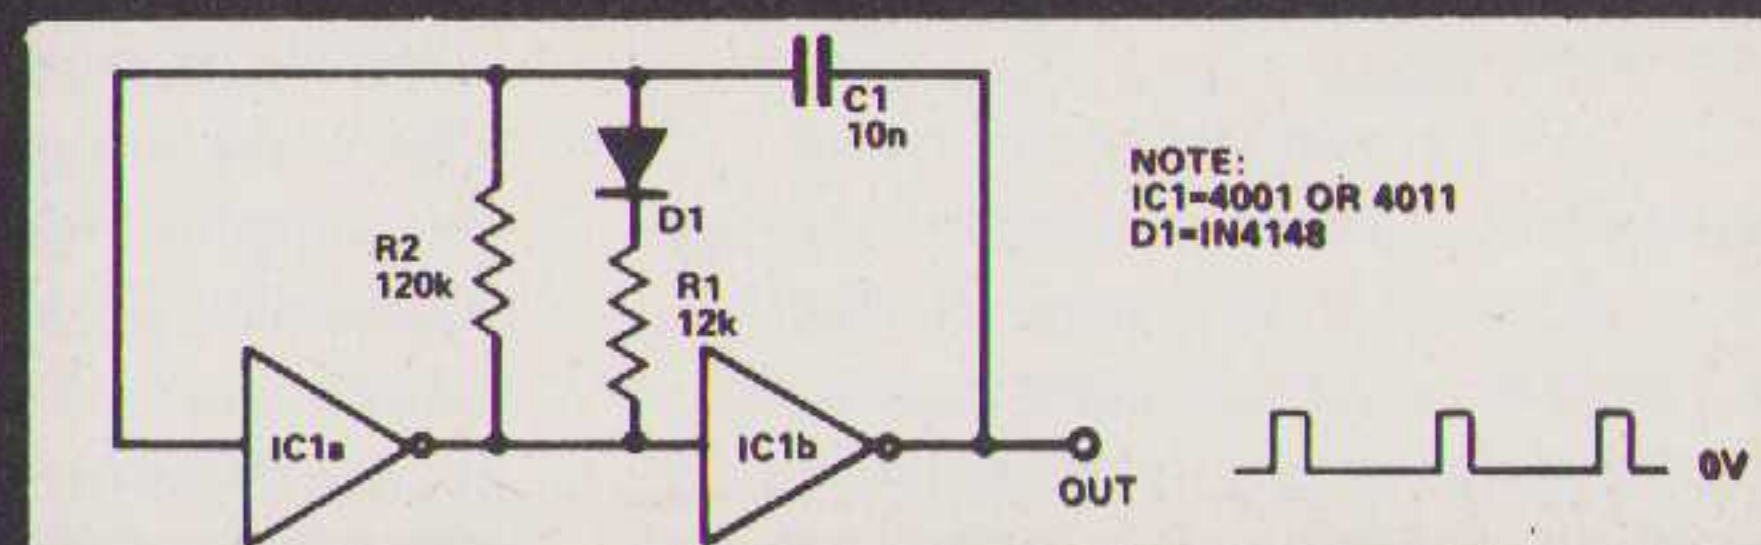 C1
10n
NOTE:
IC1=4001 OR 4011
D1=IN4148
D1
R2
120k
R1
12k
IC1a
IC1b
OUT
0V